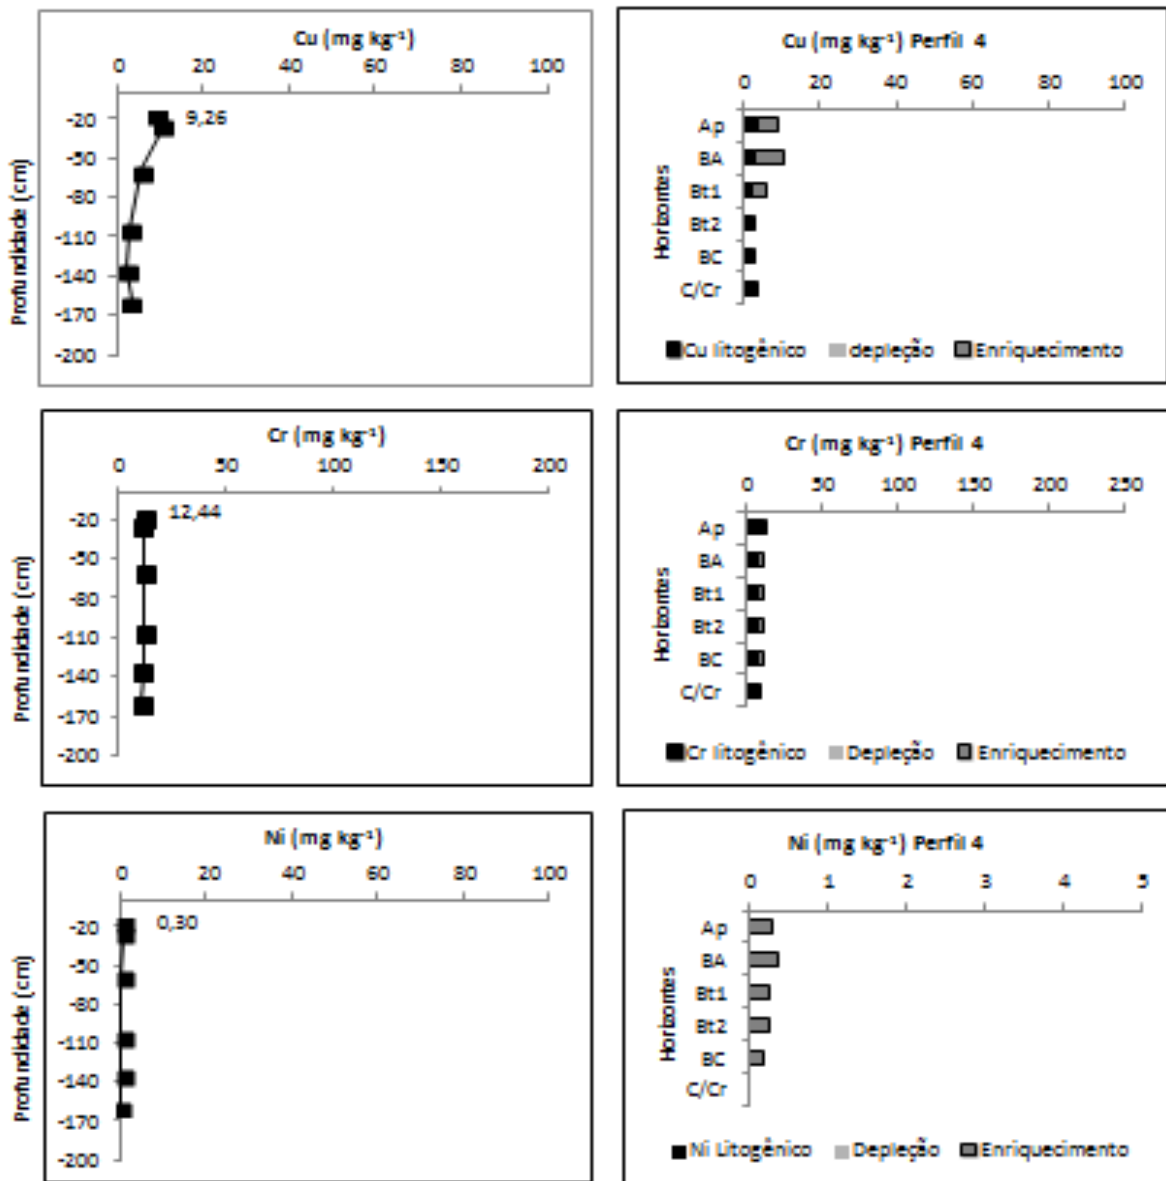 Cu (mg kg⁻¹)
0 20 40 60 80 100
9,26
-20
-50
-80
-110
-140
-170
-200
Profundidade (cm)
Cu (mg kg⁻¹) Perfil 4
0 20 40 60 80 100
Ap
BA
Bt1
Bt2
BC
C/Cr
Horizontes
Cu litogênico depleção Enriquecimento
Cr (mg kg⁻¹)
0 50 100 150 200
12,44
-20
-50
-80
-110
-140
-170
-200
Profundidade (cm)
Cr (mg kg⁻¹) Perfil 4
0 50 100 150 200 250
Ap
BA
Bt1
Bt2
BC
C/Cr
Horizontes
Cr litogênico Depleção Enriquecimento
Ni (mg kg⁻¹)
0 20 40 60 80 100
0,30
-20
-50
-80
-110
-140
-170
-200
Profundidade (cm)
Ni (mg kg⁻¹) Perfil 4
0 1 2 3 4 5
Ap
BA
Bt1
Bt2
BC
C/Cr
Horizontes
Ni Litogênico Depleção Enriquecimento